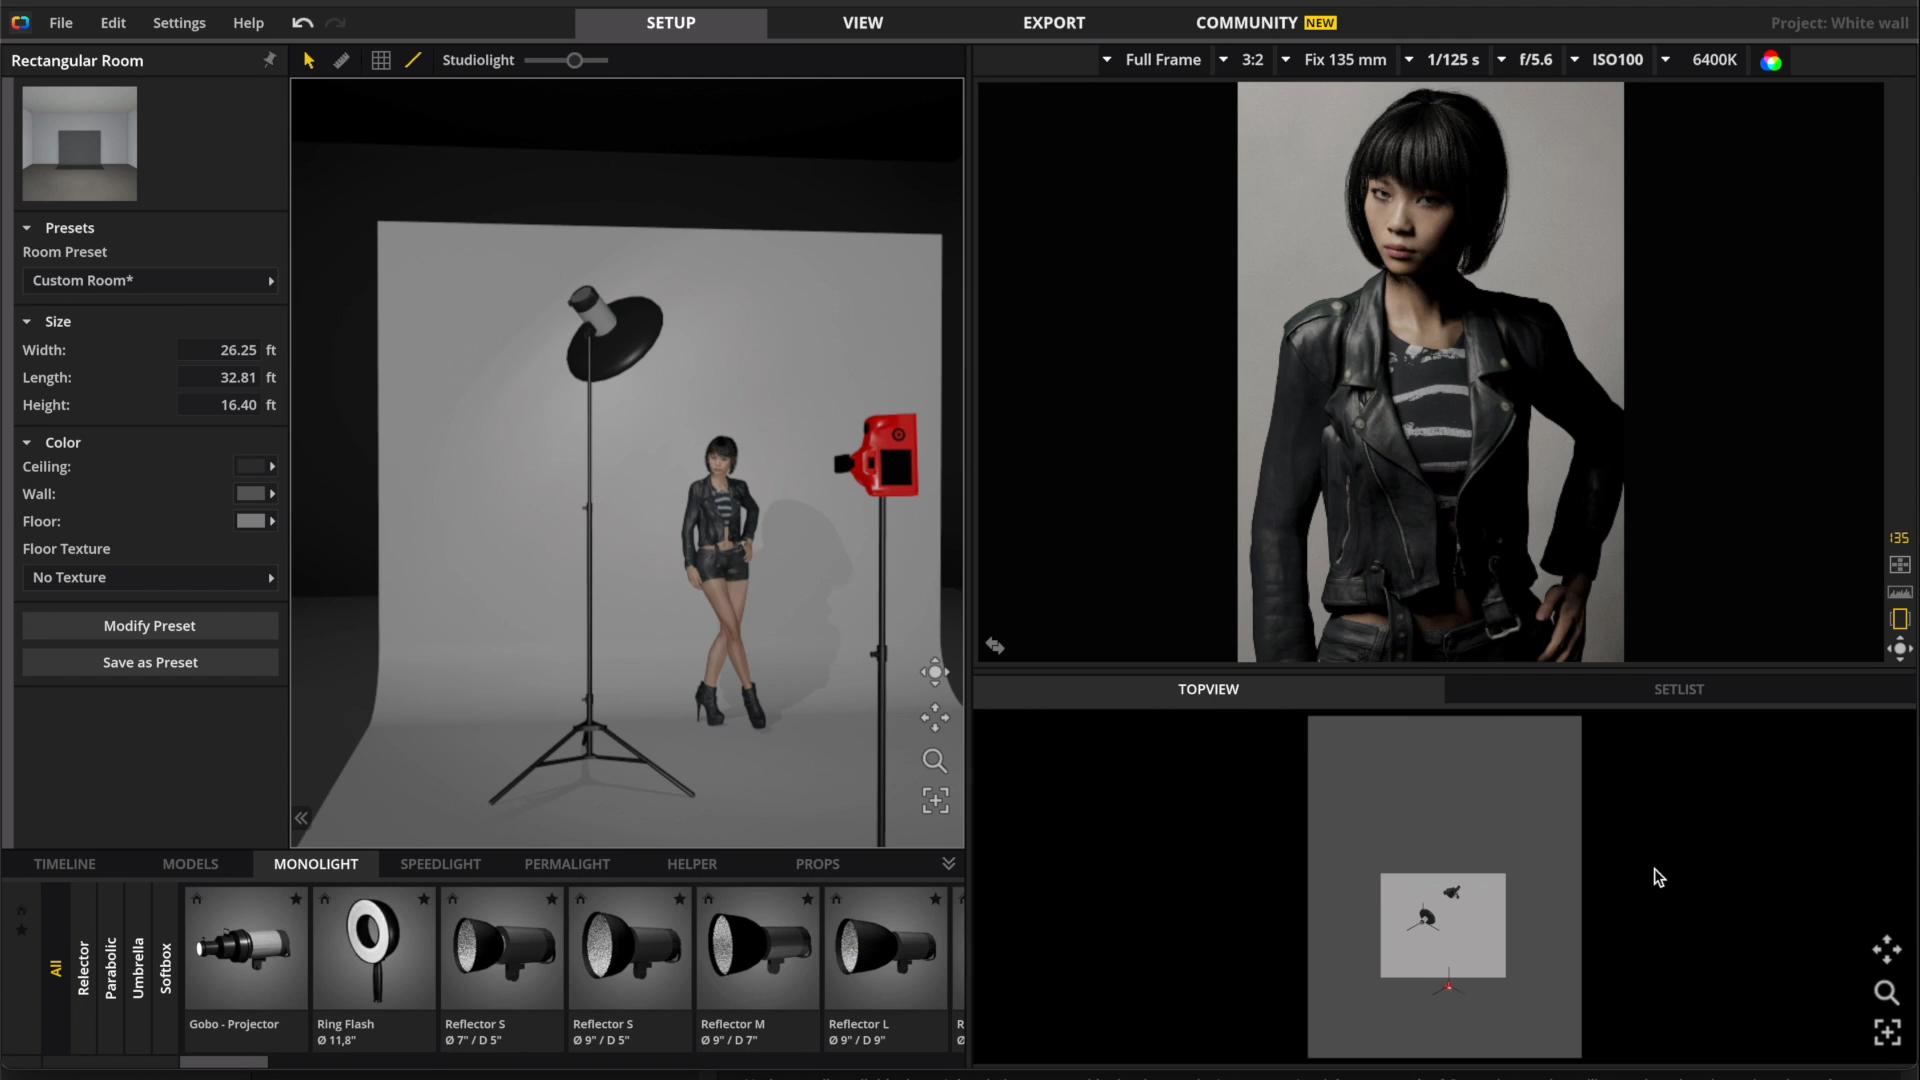 File Edit Settings Help SETUP VIEW EXPORT COMMUNITY NEW Project: White wall
Rectangular Room
Studiolight
Full Frame 3:2 Fix 135 mm 1/125 s f/5.6 ISO100 6400K
Presets
Room Preset
Custom Room*
Size
Width: 26.25 ft
Length: 32.81 ft
Height: 16.40 ft
Color
Ceiling:
Wall:
Floor:
Floor Texture
No Texture
Modify Preset
Save as Preset
135
TOPVIEW SETLIST
TIMELINE MODELS MONOLIGHT SPEEDLIGHT PERMALIGHT HELPER PROPS
All
Relector
Parabolic
Umbrella
Softbox
Gobo - Projector
Ring Flash
Ø 11,8"
Reflector S
Ø 7" / D 5"
Reflector S
Ø 9" / D 5"
Reflector M
Ø 9" / D 7"
Reflector L
Ø 9" / D 9"